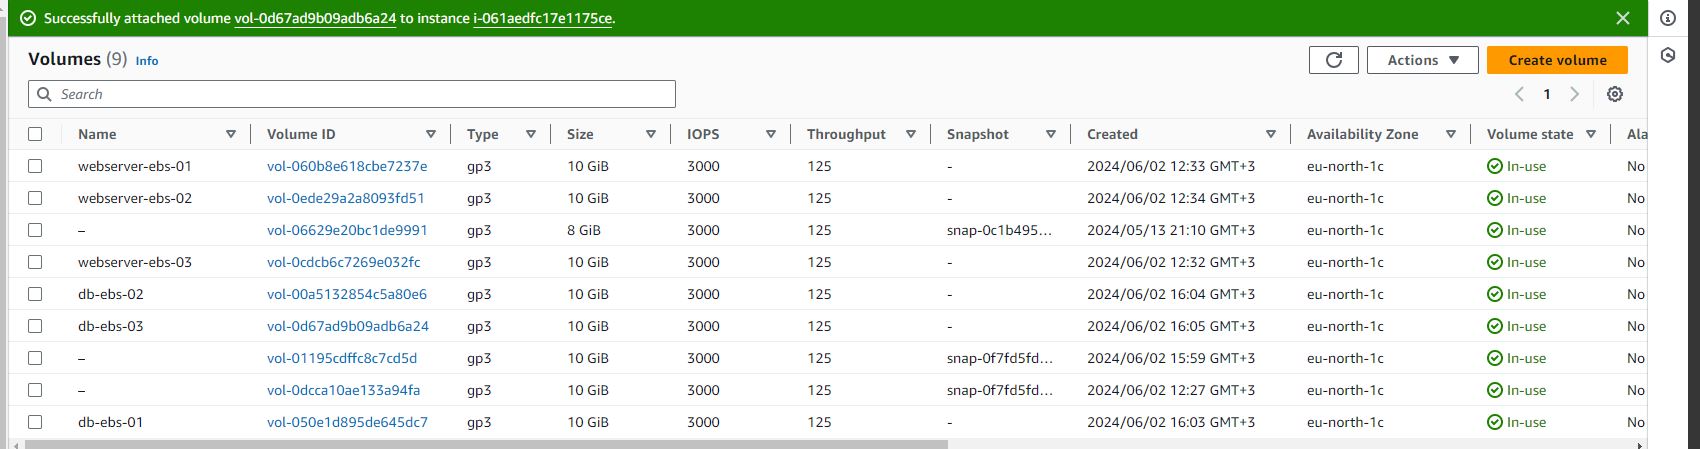 Successfully attached volume vol-0d67ad9b09adb6a24 to instance i-061aedfc17e1175ce.
Volumes (9) Info
Actions
Create volume
Search
1
Name Volume ID Type Size IOPS Throughput Snapshot Created Availability Zone Volume state Ala
webserver-ebs-01 vol-060b8e618cbe7237e gp3 10 GiB 3000 125 - 2024/06/02 12:33 GMT+3 eu-north-1c In-use No
webserver-ebs-02 vol-0ede29a2a8093fd51 gp3 10 GiB 3000 125 - 2024/06/02 12:34 GMT+3 eu-north-1c In-use No
– vol-06629e20bc1de9991 gp3 8 GiB 3000 125 snap-0c1b495... 2024/05/13 21:10 GMT+3 eu-north-1c In-use No
webserver-ebs-03 vol-0cdcb6c7269e032fc gp3 10 GiB 3000 125 - 2024/06/02 12:32 GMT+3 eu-north-1c In-use No
db-ebs-02 vol-00a5132854c5a80e6 gp3 10 GiB 3000 125 - 2024/06/02 16:04 GMT+3 eu-north-1c In-use No
db-ebs-03 vol-0d67ad9b09adb6a24 gp3 10 GiB 3000 125 - 2024/06/02 16:05 GMT+3 eu-north-1c In-use No
– vol-01195cdffc8c7cd5d gp3 10 GiB 3000 125 snap-0f7fd5fd... 2024/06/02 15:59 GMT+3 eu-north-1c In-use No
– vol-0dcca10ae133a94fa gp3 10 GiB 3000 125 snap-0f7fd5fd... 2024/06/02 12:27 GMT+3 eu-north-1c In-use No
db-ebs-01 vol-050e1d895de645dc7 gp3 10 GiB 3000 125 - 2024/06/02 16:03 GMT+3 eu-north-1c In-use No